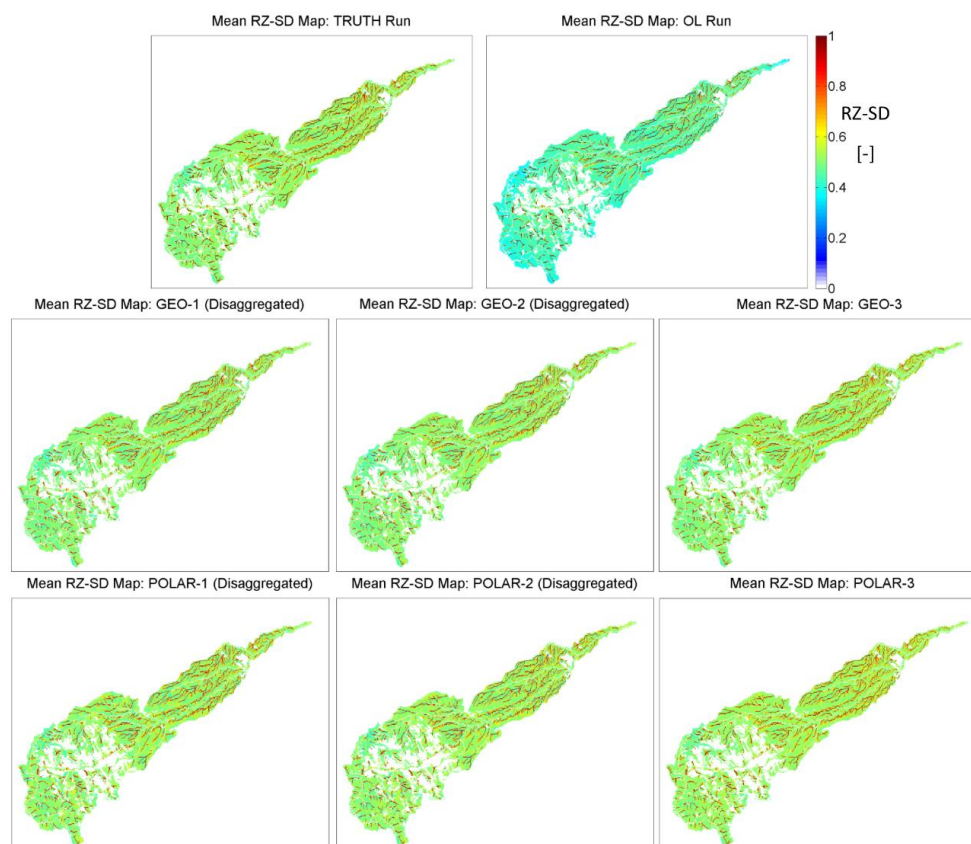 Mean RZ-SD Map: TRUTH Run
Mean RZ-SD Map: OL Run
1
0.8
RZ-SD
0.6
[-]
0.4
0.2
0
Mean RZ-SD Map: GEO-1 (Disaggregated)
Mean RZ-SD Map: GEO-2 (Disaggregated)
Mean RZ-SD Map: GEO-3
Mean RZ-SD Map: POLAR-1 (Disaggregated)
Mean RZ-SD Map: POLAR-2 (Disaggregated)
Mean RZ-SD Map: POLAR-3